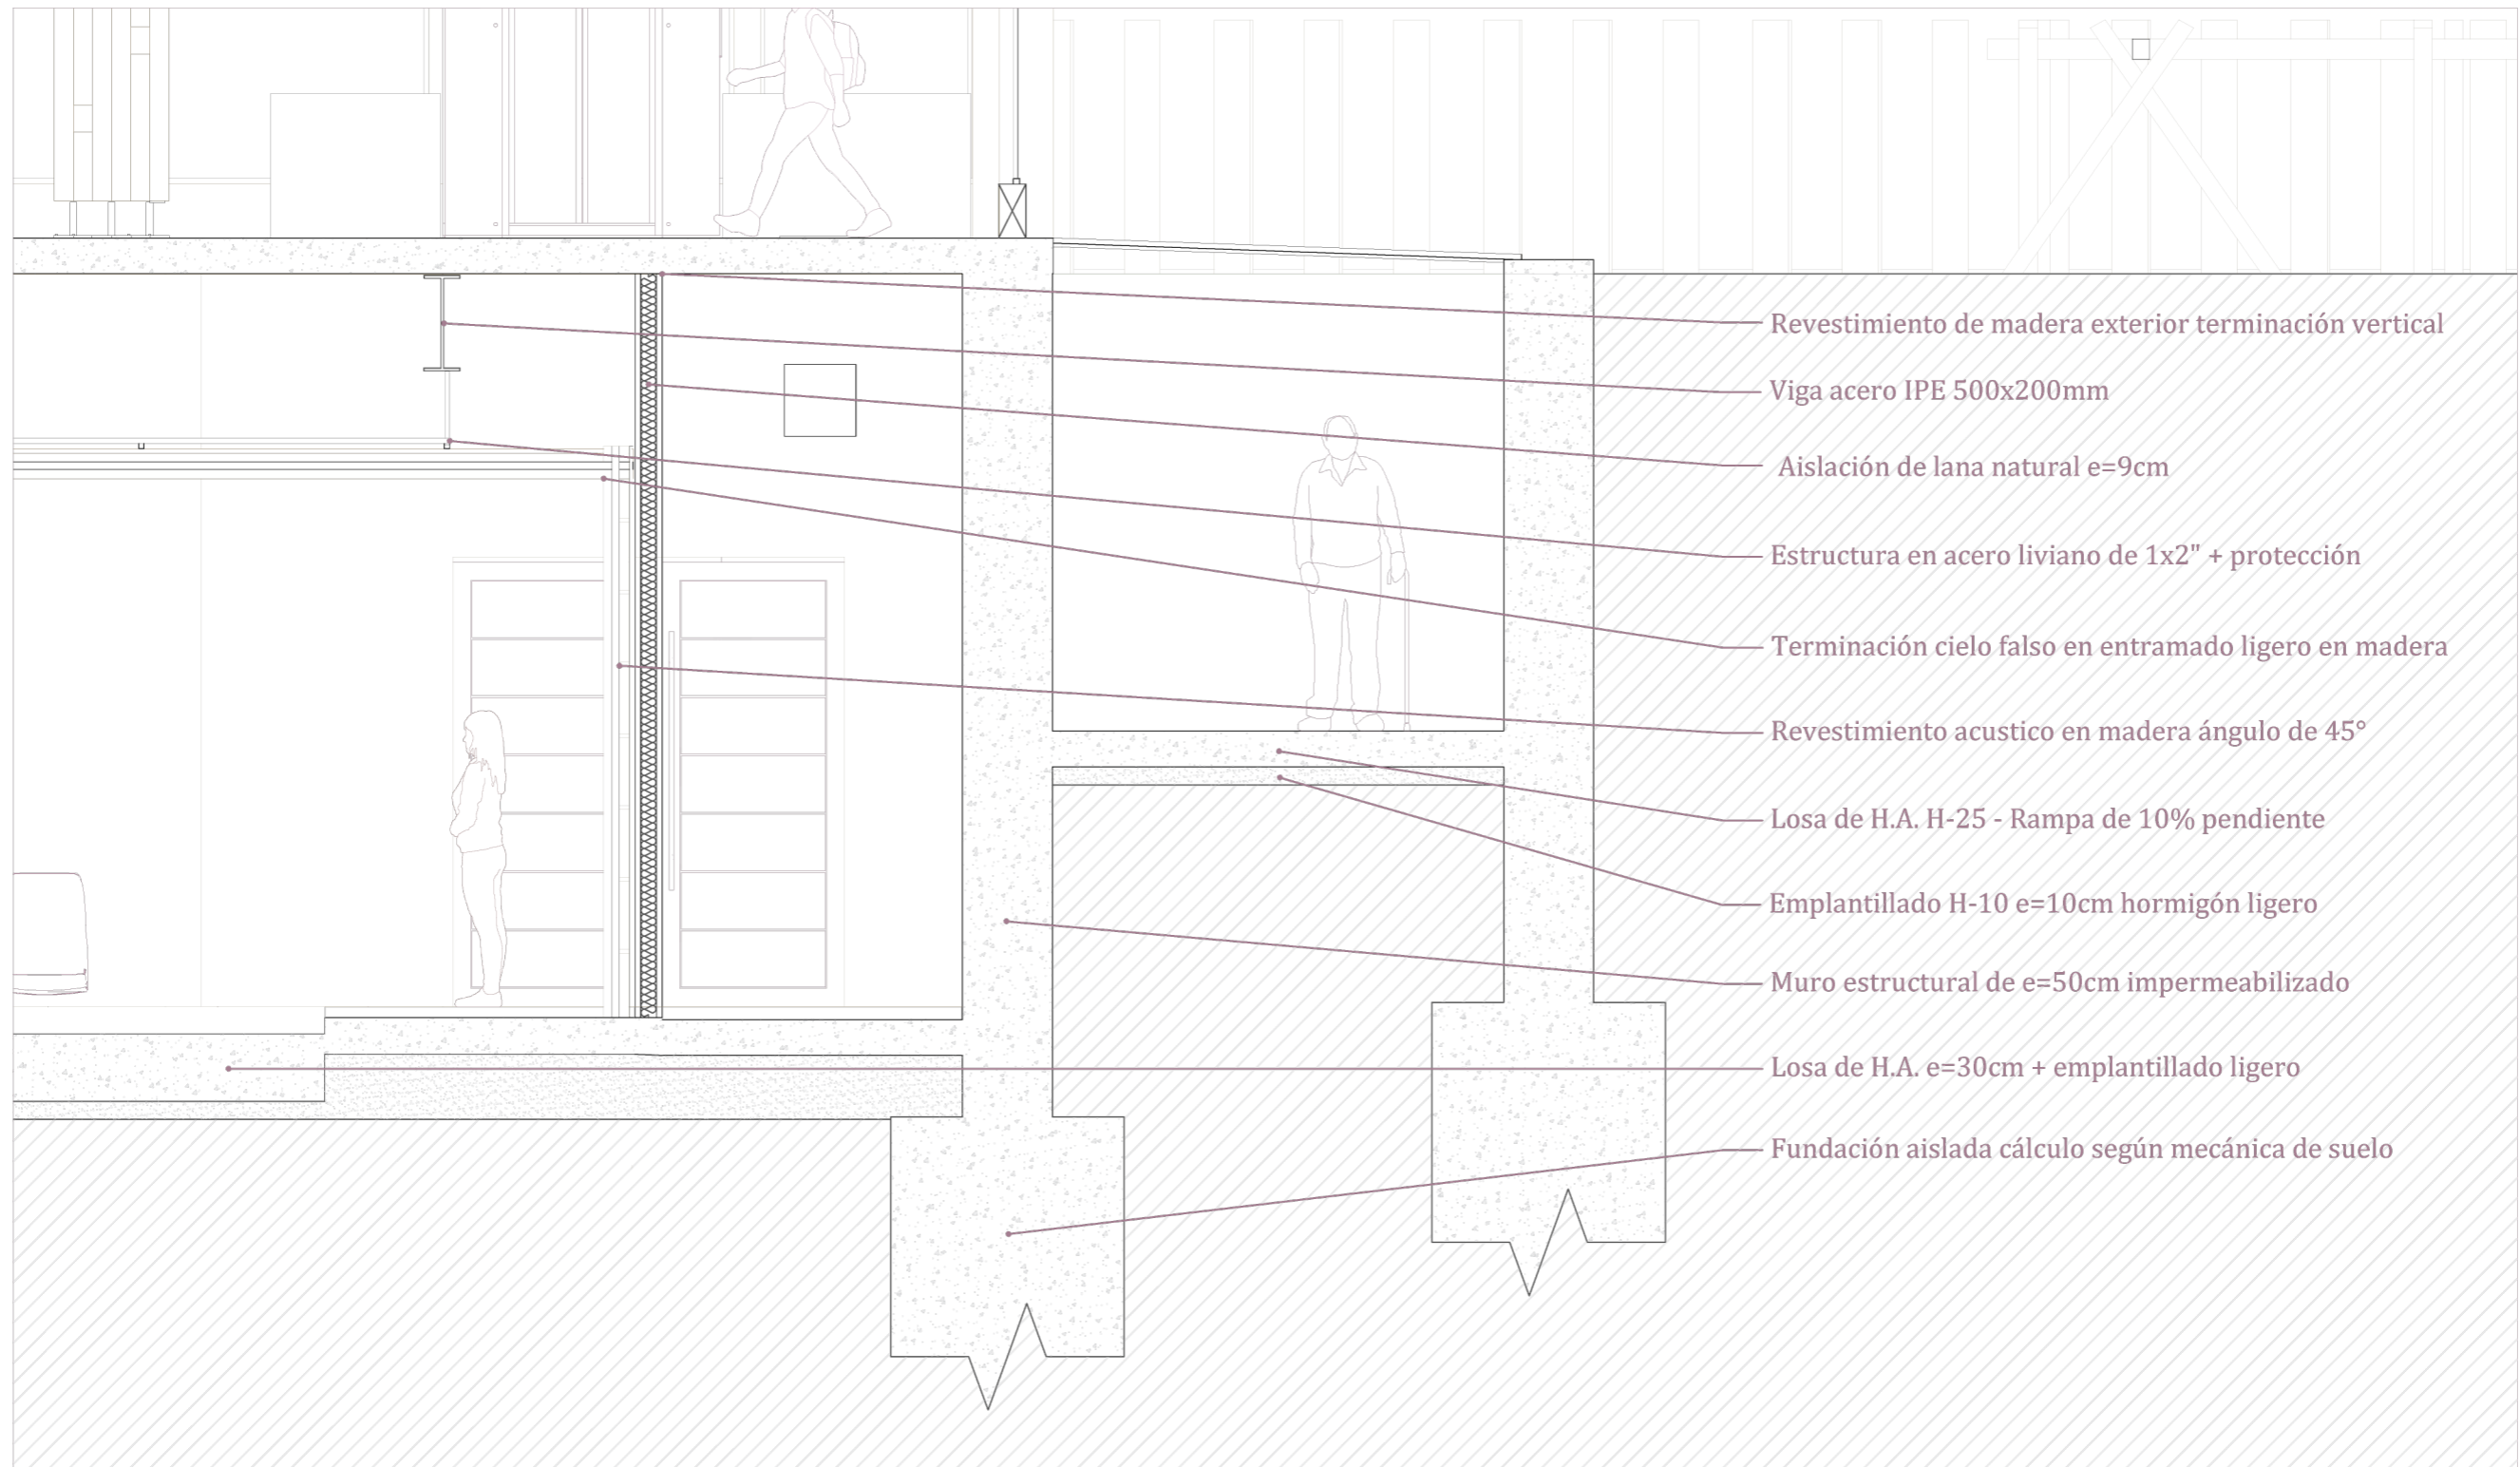 Revestimiento de madera exterior terminación vertical
Viga acero IPE 500x200mm
Aislación de lana natural e=9cm
Estructura en acero liviano de 1x2" + protección
Terminación cielo falso en entramado ligero en madera
Revestimiento acustico en madera ángulo de 45°
Losa de H.A. H-25 - Rampa de 10% pendiente
Emplantillado H-10 e=10cm hormigón ligero
Muro estructural de e=50cm impermeabilizado
Losa de H.A. e=30cm + emplantillado ligero
Fundación aislada cálculo según mecánica de suelo